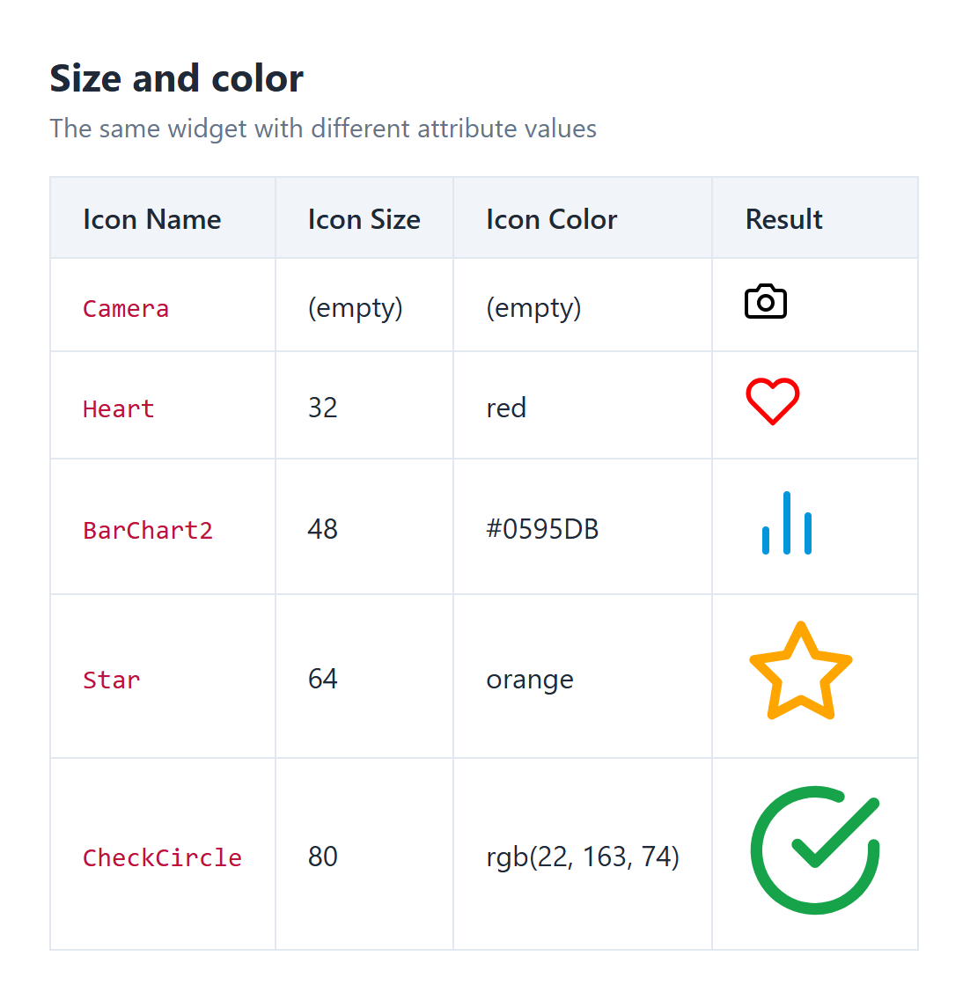 Size and color
The same widget with different attribute values
Icon Name Icon Size Icon Color Result
Camera (empty) (empty)
Heart 32 red
BarChart2 48 #0595DB
Star 64 orange
CheckCircle 80 rgb(22, 163, 74)